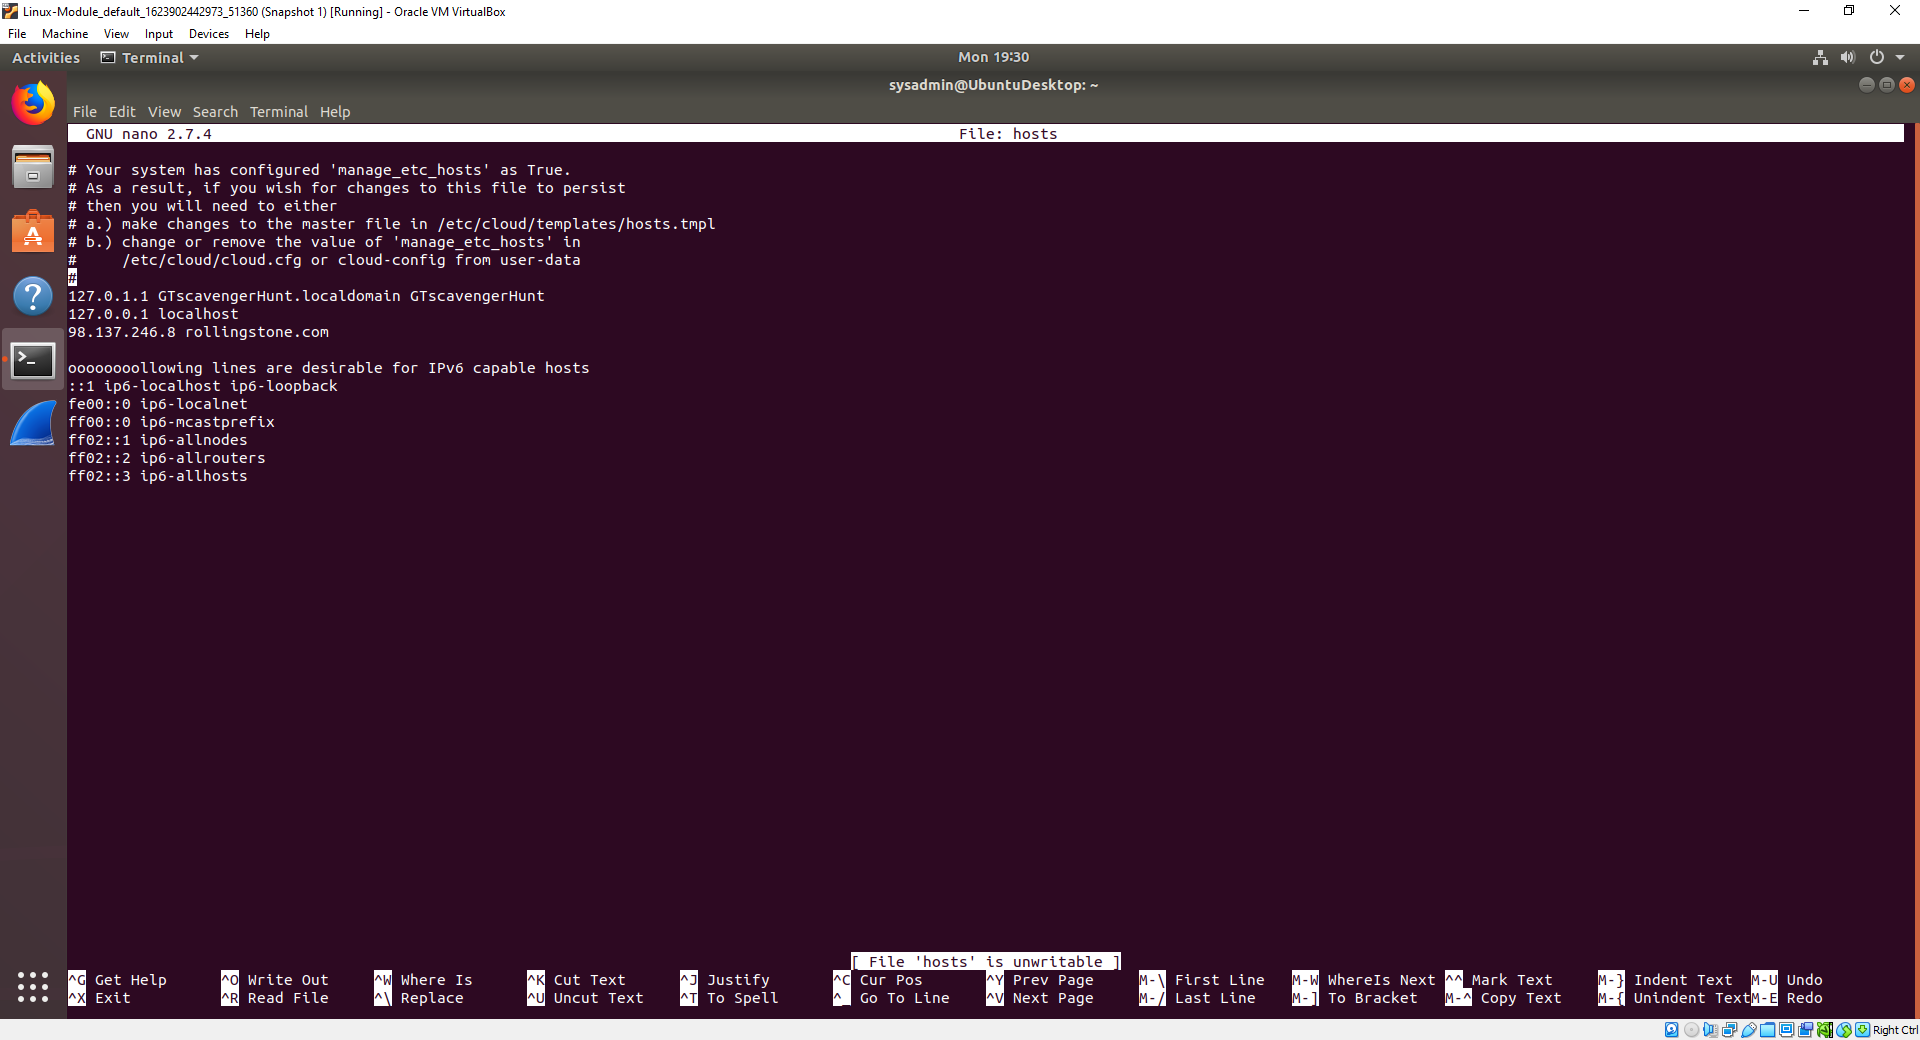 Linux-Module_default_1623902442973_51360 (Snapshot 1) [Running] - Oracle VM VirtualBox
File Machine View Input Devices Help
Activities Terminal Mon 19:30
sysadmin@UbuntuDesktop: ~
File Edit View Search Terminal Help
GNU nano 2.7.4 File: hosts
# Your system has configured 'manage_etc_hosts' as True.
# As a result, if you wish for changes to this file to persist
# then you will need to either
# a.) make changes to the master file in /etc/cloud/templates/hosts.tmpl
# b.) change or remove the value of 'manage_etc_hosts' in
#     /etc/cloud/cloud.cfg or cloud-config from user-data
#
127.0.1.1 GTscavengerHunt.localdomain GTscavengerHunt
127.0.0.1 localhost
98.137.246.8 rollingstone.com
oooooooollowing lines are desirable for IPv6 capable hosts
::1 ip6-localhost ip6-loopback
fe00::0 ip6-localnet
ff00::0 ip6-mcastprefix
ff02::1 ip6-allnodes
ff02::2 ip6-allrouters
ff02::3 ip6-allhosts
[ File 'hosts' is unwritable ]
^G Get Help ^O Write Out ^W Where Is ^K Cut Text ^J Justify ^C Cur Pos ^Y Prev Page M-\ First Line M-W WhereIs Next ^^ Mark Text M-} Indent Text M-U Undo
^X Exit ^R Read File ^\ Replace ^U Uncut Text ^T To Spell ^_ Go To Line ^V Next Page M-/ Last Line M-] To Bracket M-^ Copy Text M-{ Unindent Text M-E Redo
Right Ctrl